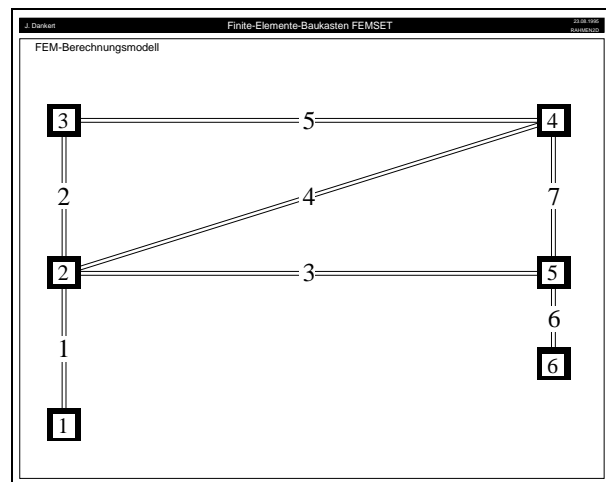 J. Dankert Finite-Elemente-Baukasten FEMSET 23.08.1995
RAHMEN2D
FEM-Berechnungsmodell
3 5 4
2 4 7
2 3 5
1 6
6
1